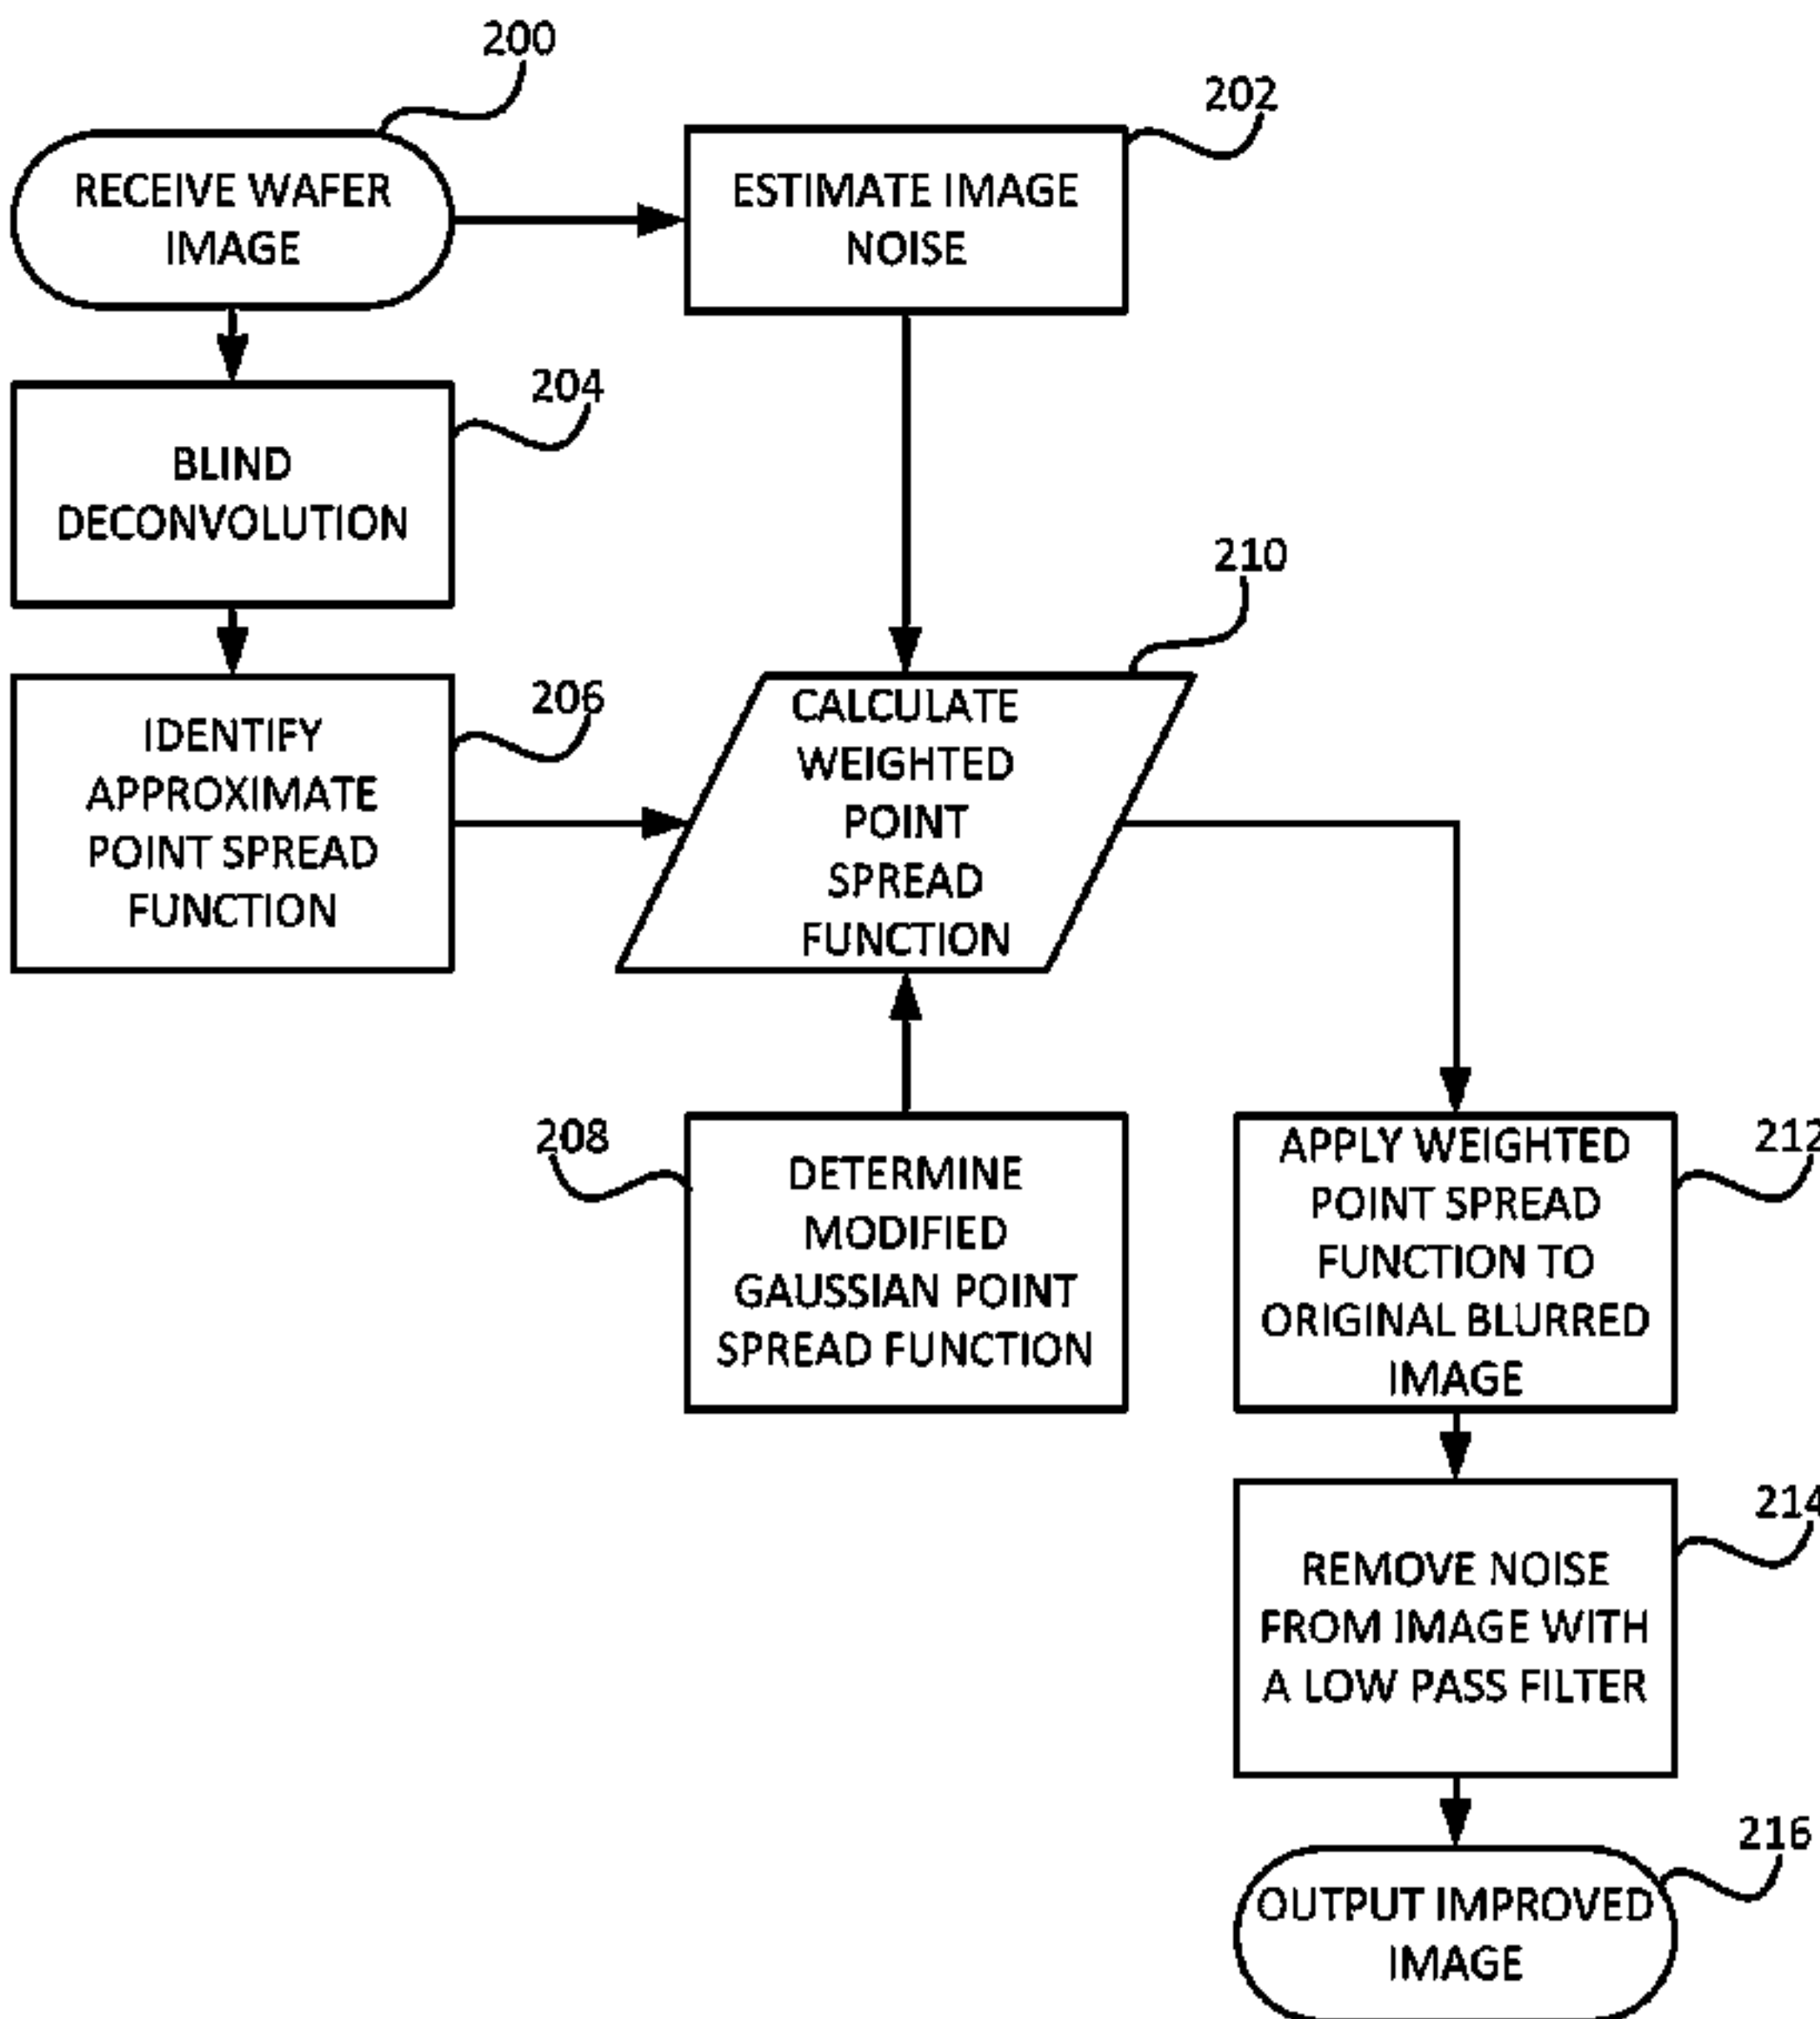 200
RECEIVE WAFER
IMAGE
202
ESTIMATE IMAGE
NOISE
204
BLIND
DECONVOLUTION
206
IDENTIFY
APPROXIMATE
POINT SPREAD
FUNCTION
210
CALCULATE
WEIGHTED
POINT
SPREAD
FUNCTION
208
DETERMINE
MODIFIED
GAUSSIAN POINT
SPREAD FUNCTION
212
APPLY WEIGHTED
POINT SPREAD
FUNCTION TO
ORIGINAL BLURRED
IMAGE
214
REMOVE NOISE
FROM IMAGE WITH
A LOW PASS FILTER
216
OUTPUT IMPROVED
IMAGE